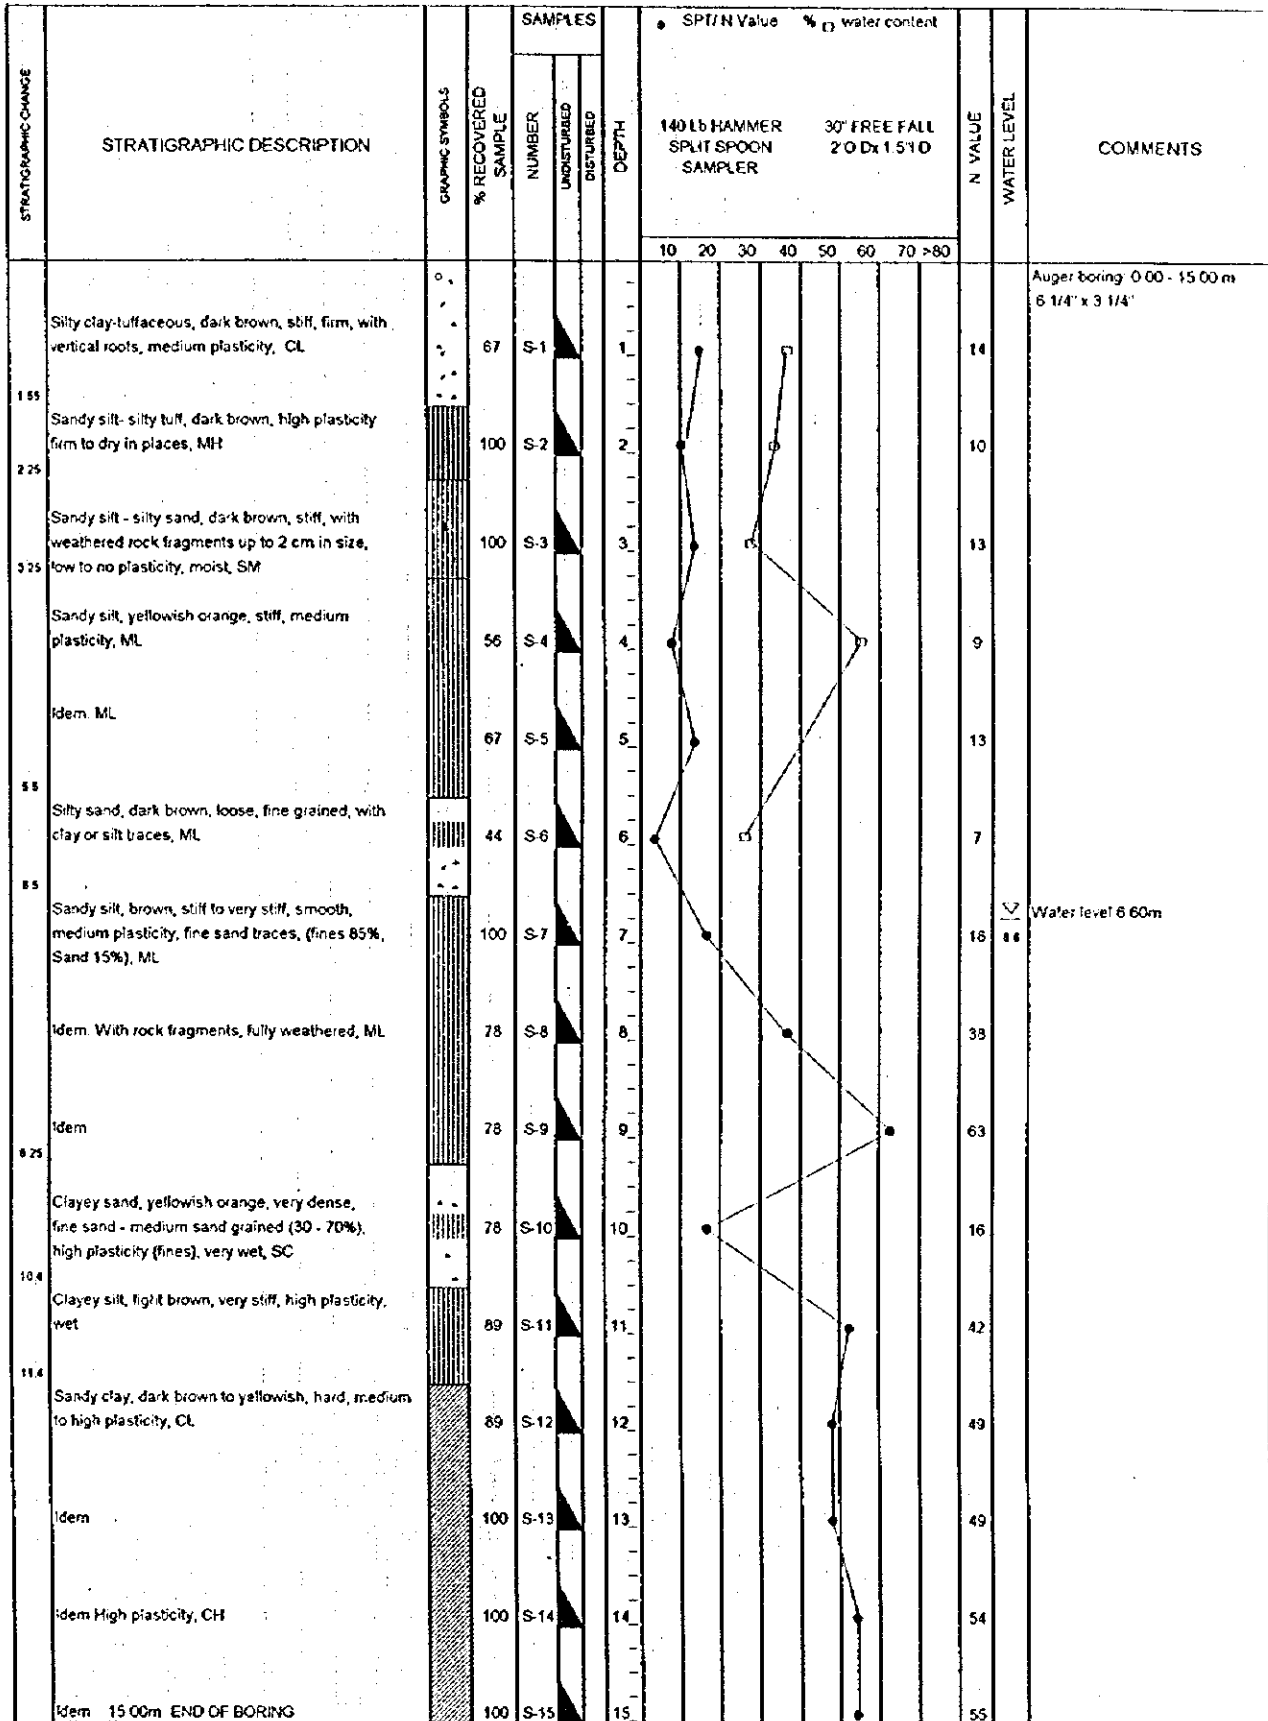 SAMPLES
● SPT/ N Value % □ water content
STRATIGRAPHIC CHANGE
STRATIGRAPHIC DESCRIPTION
GRAPHIC SYMBOLS
% RECOVERED SAMPLE
NUMBER
UNDISTURBED
DISTURBED
DEPTH
140 Lb HAMMER 30" FREE FALL
SPLIT SPOON 2'O Dx 1.5'I D
SAMPLER
N VALUE
WATER LEVEL
COMMENTS
10 20 30 40 50 60 70 >80
Auger boring 0 00 - 15 00 m
6 1/4" x 3 1/4"
Silty clay-tuffaceous, dark brown, stiff, firm, with
vertical roots, medium plasticity, CL
67 S-1 1 14
1 55
Sandy silt- silty tuff, dark brown, high plasticity
firm to dry in places, MH
100 S-2 2 10
2 25
Sandy silt - silty sand, dark brown, stiff, with
weathered rock fragments up to 2 cm in size,
low to no plasticity, moist, SM
100 S-3 3 13
3 25
Sandy silt, yellowish orange, stiff, medium
plasticity, ML
56 S-4 4 9
Idem. ML
67 S-5 5 13
5 5
Silty sand, dark brown, loose, fine grained, with
clay or silt traces, ML
44 S-6 6 7
6 5
Sandy silt, brown, stiff to very stiff, smooth,
medium plasticity, fine sand traces, (fines 85%,
Sand 15%), ML
100 S-7 7 16 6 6
Water level 6 60m
Idem. With rock fragments, fully weathered, ML
78 S-8 8 38
Idem
78 S-9 9 63
9 25
Clayey sand, yellowish orange, very dense,
fine sand - medium sand grained (30 - 70%),
high plasticity (fines), very wet, SC
78 S-10 10 16
10,4
Clayey silt, light brown, very stiff, high plasticity,
wet
89 S-11 11 42
11,4
Sandy clay, dark brown to yellowish, hard, medium
to high plasticity, CL
89 S-12 12 49
Idem
100 S-13 13 49
Idem High plasticity, CH
100 S-14 14 54
Idem 15 00m END OF BORING
100 S-15 15 55